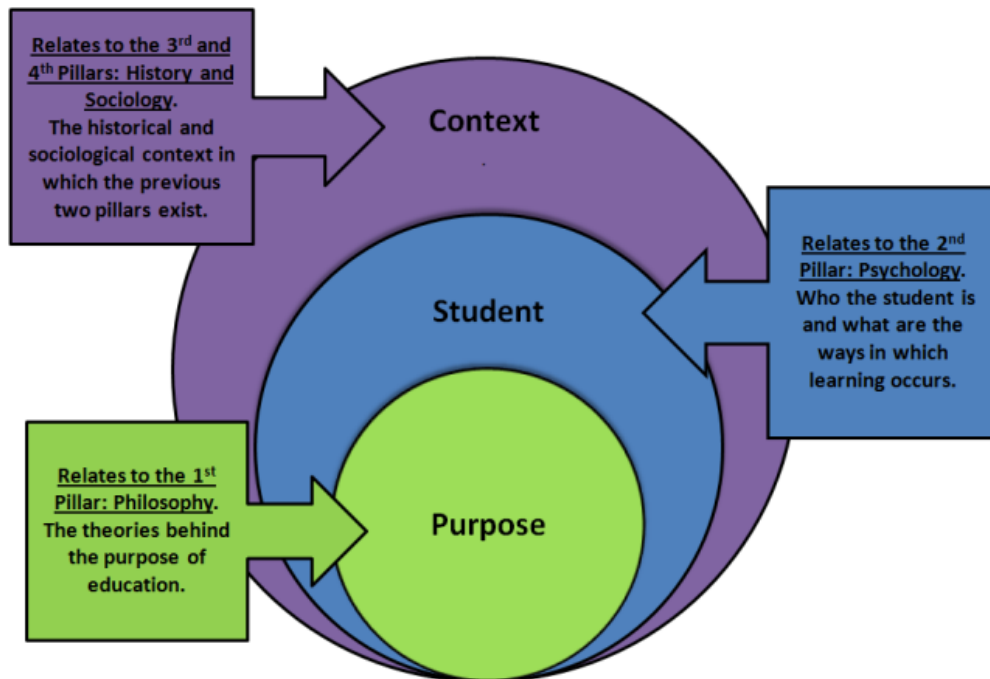 Relates to the 3rd and
4th Pillars: History and
Sociology.
The historical and
sociological context in
which the previous
two pillars exist.
Context
Relates to the 2nd
Pillar: Psychology.
Who the student is
and what are the
ways in which
learning occurs.
Student
Relates to the 1st
Pillar: Philosophy.
The theories behind
the purpose of
education.
Purpose